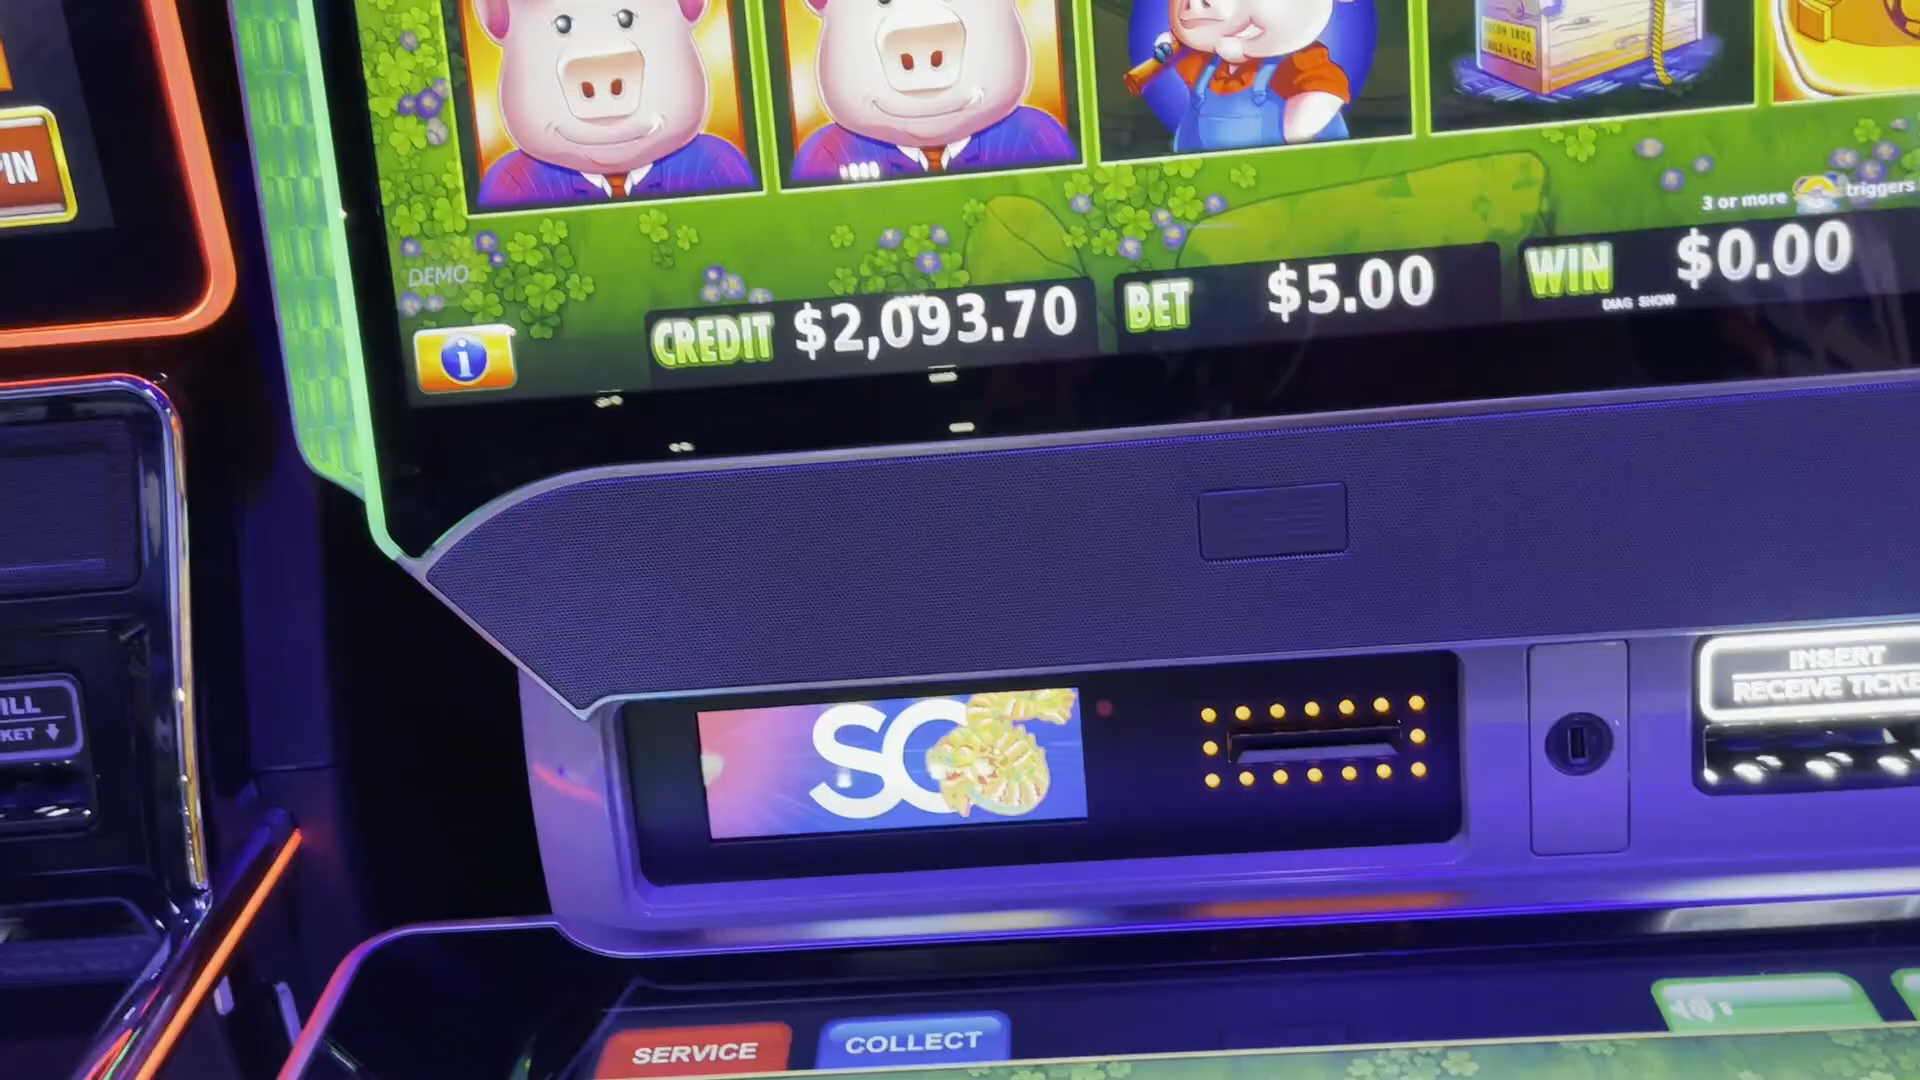 PIN
DEMO
3 or more triggers
CREDIT $2,093.70
BET $5.00
WIN $0.00
DIAG SHOW
INSERT
RECEIVE TICKE
ILL
KET
SG
SERVICE
COLLECT